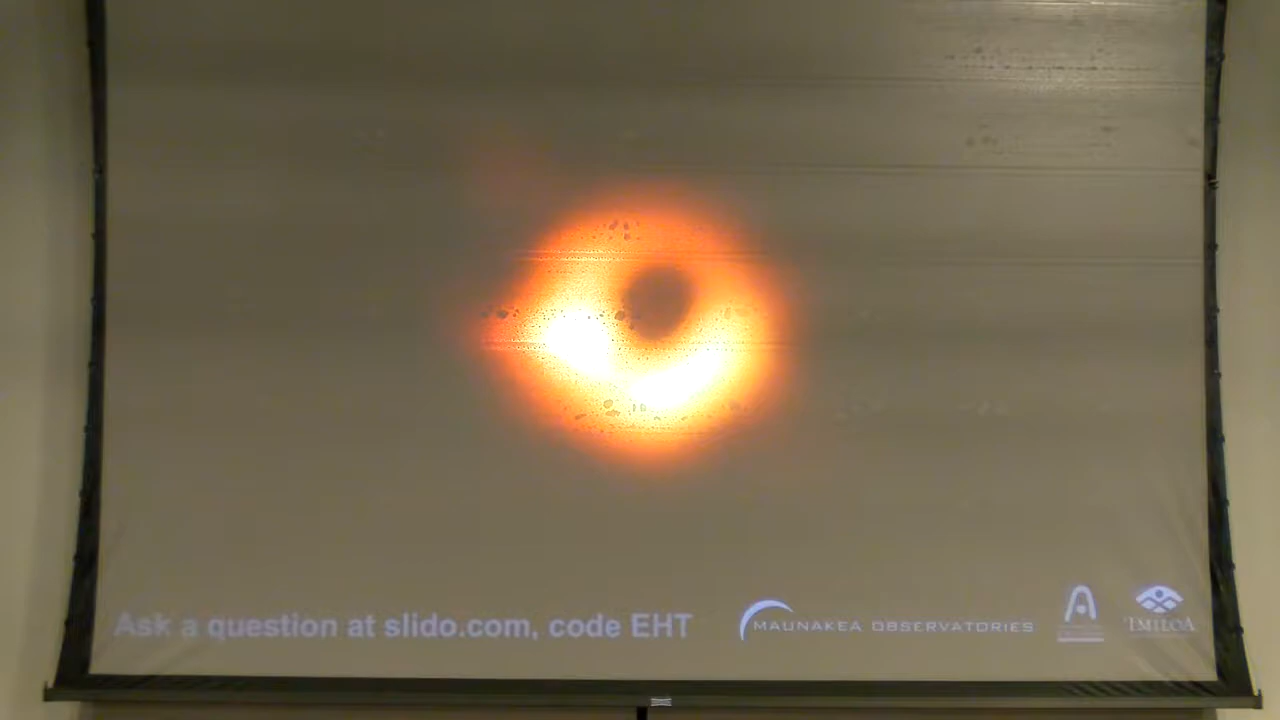 Ask a question at slido.com, code EHT
MAUNAKEA OBSERVATORIES
'IMILOA